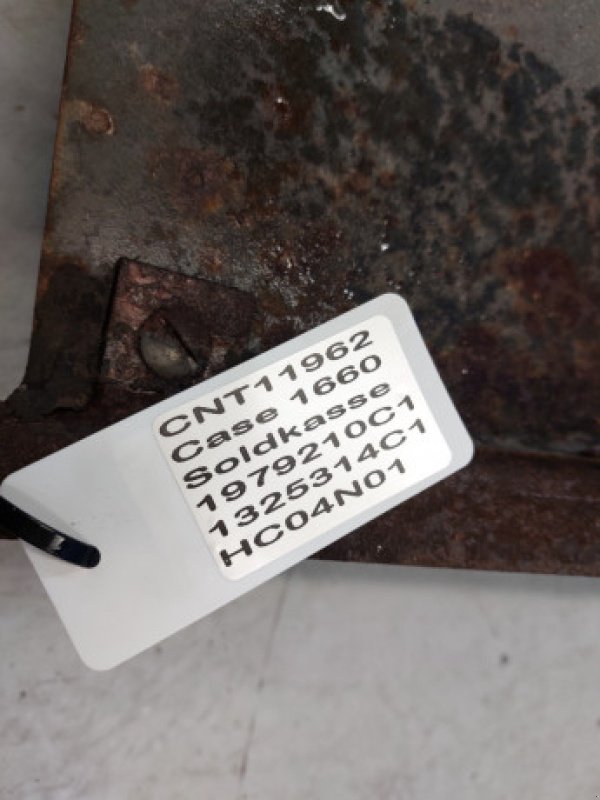 CNT11962
Case 1660
Soldkasse
1979210C1
1325314C1
HC04N01